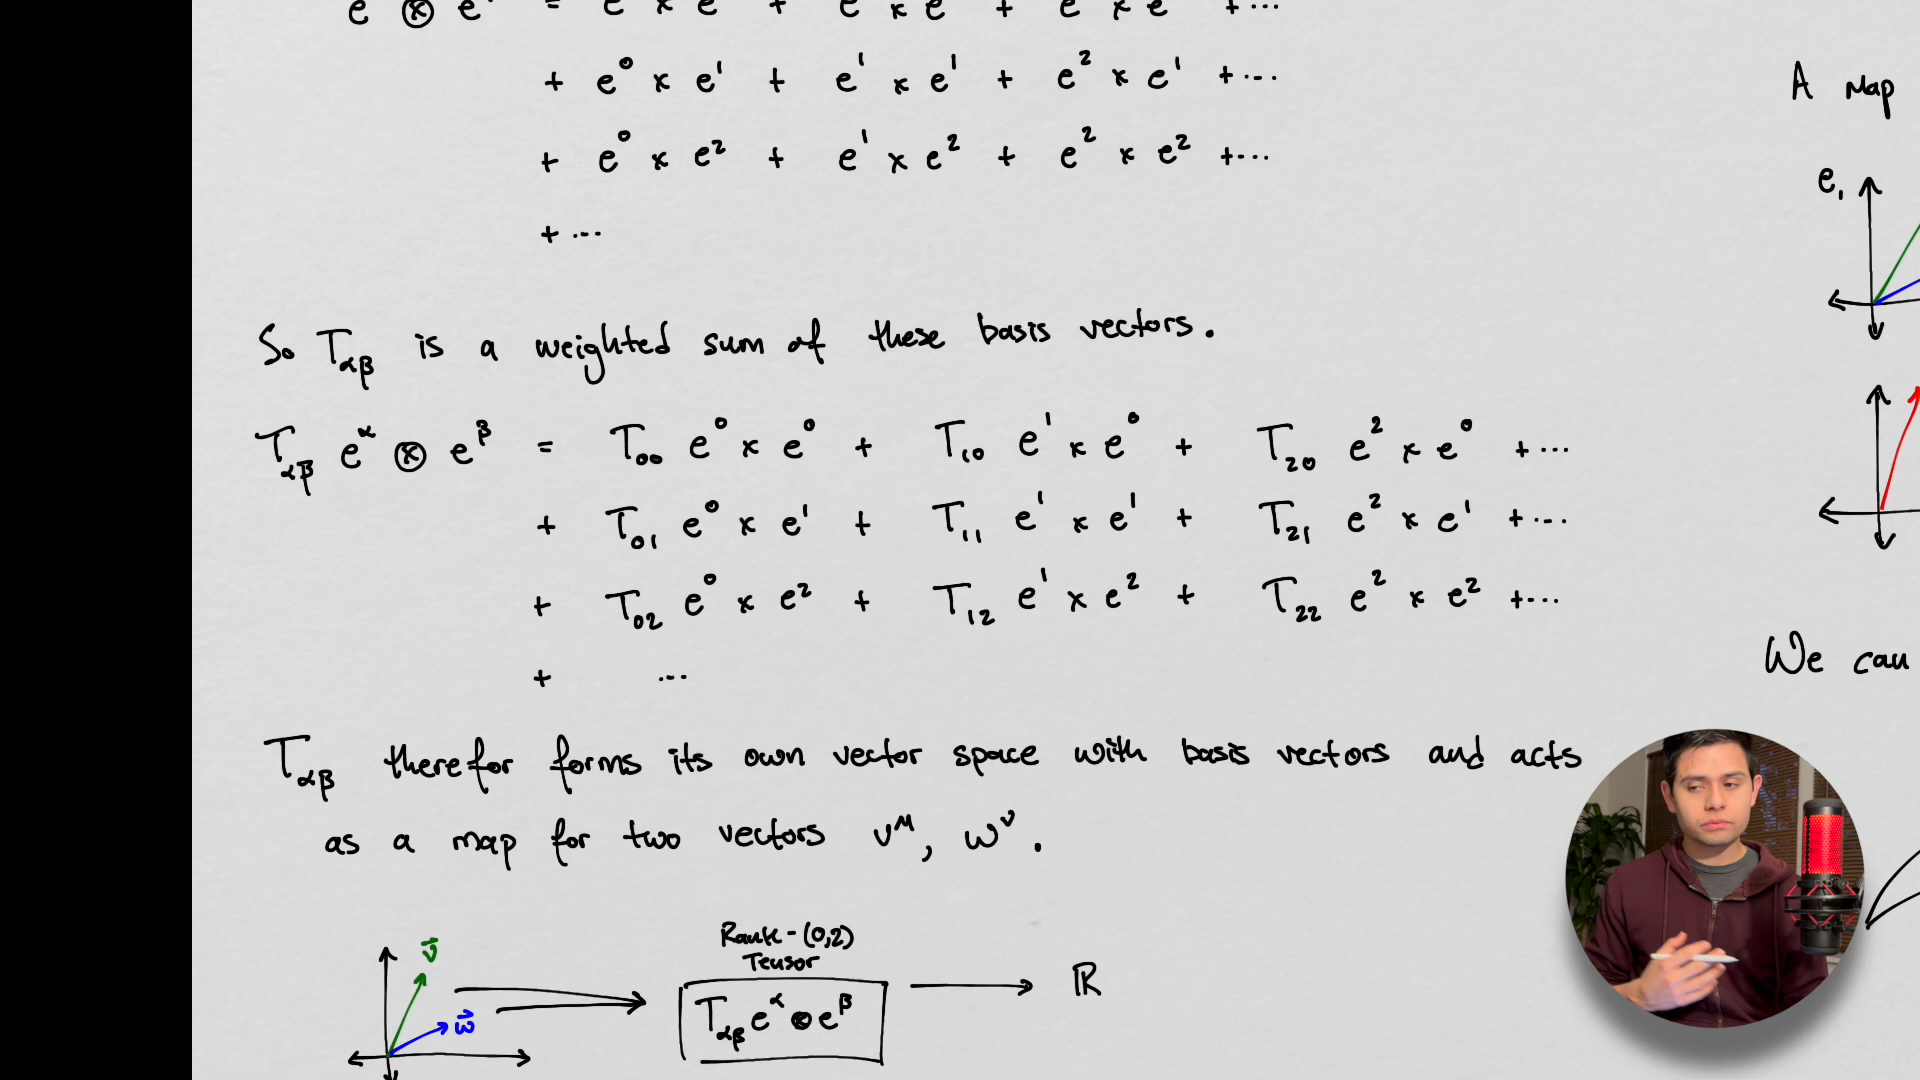 e ⊗ e = e × e + e × e + e × e + ...
+ e⁰ × e¹ + e¹ × e¹ + e² × e¹ + ...
+ e⁰ × e² + e¹ × e² + e² × e² + ...
+ ...
So T_αβ is a weighted sum of these basis vectors.
T_αβ e^α ⊗ e^β = T₀₀ e⁰ × e⁰ + T₁₀ e¹ × e⁰ + T₂₀ e² × e⁰ + ...
+ T₀₁ e⁰ × e¹ + T₁₁ e¹ × e¹ + T₂₁ e² × e¹ + ...
+ T₀₂ e⁰ × e² + T₁₂ e¹ × e² + T₂₂ e² × e² + ...
+ ...
T_αβ therefor forms its own vector space with basis vectors and acts
as a map for two vectors v^μ, w^ν.
v⃗
w⃗
Rank-(0,2)
Tensor
T_αβ e^α ⊗ e^β
ℝ
A map
e₁
We can